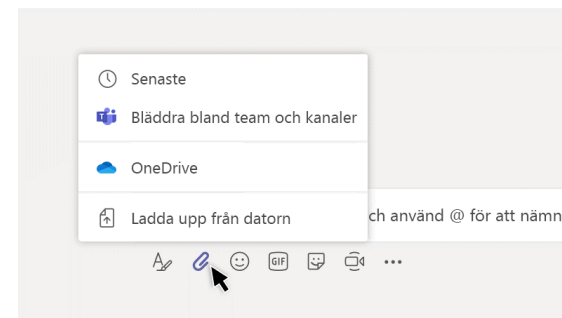 Senaste
Bläddra bland team och kanaler
OneDrive
Ladda upp från datorn
ch använd @ för att nämn
GIF